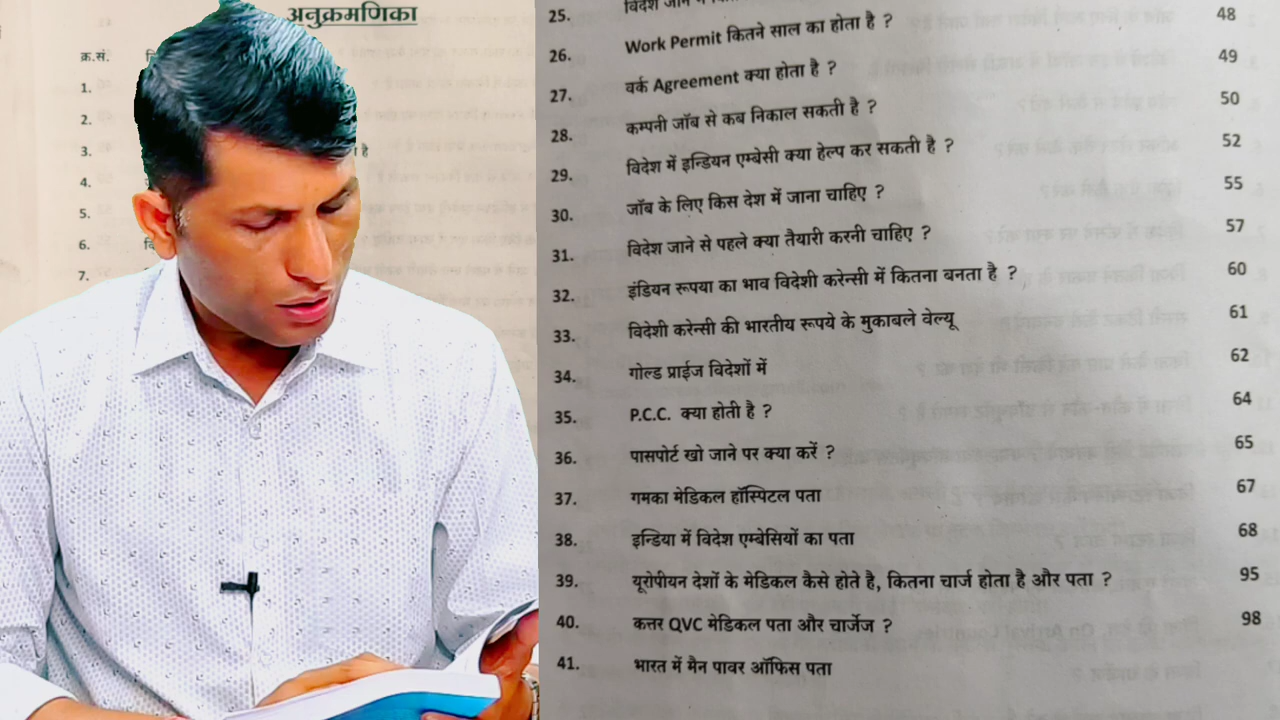 अनुक्रमणिका
क्र.सं.
1.
2.
3. है
4.
5.
6.
7.
25. विदेश जाने
26. Work Permit कितने साल का होता है ? 48
27. वर्क Agreement क्या होता है ? 49
28. कम्पनी जॉब से कब निकाल सकती है ? 50
29. विदेश में इन्डियन एम्बेसी क्या हेल्प कर सकती है ? 52
30. जॉब के लिए किस देश में जाना चाहिए ? 55
31. विदेश जाने से पहले क्या तैयारी करनी चाहिए ? 57
32. इंडियन रूपया का भाव विदेशी करेन्सी में कितना बनता है ? 60
33. विदेशी करेन्सी की भारतीय रूपये के मुकाबले वेल्यू 61
34. गोल्ड प्राईज विदेशों में 62
35. P.C.C. क्या होती है ? 64
36. पासपोर्ट खो जाने पर क्या करें ? 65
37. गमका मेडिकल हॉस्पिटल पता 67
38. इन्डिया में विदेश एम्बेसियों का पता 68
39. यूरोपीयन देशों के मेडिकल कैसे होते है, कितना चार्ज होता है और पता ? 95
40. कत्तर QVC मेडिकल पता और चार्जेज ? 98
41. भारत में मैन पावर ऑफिस पता